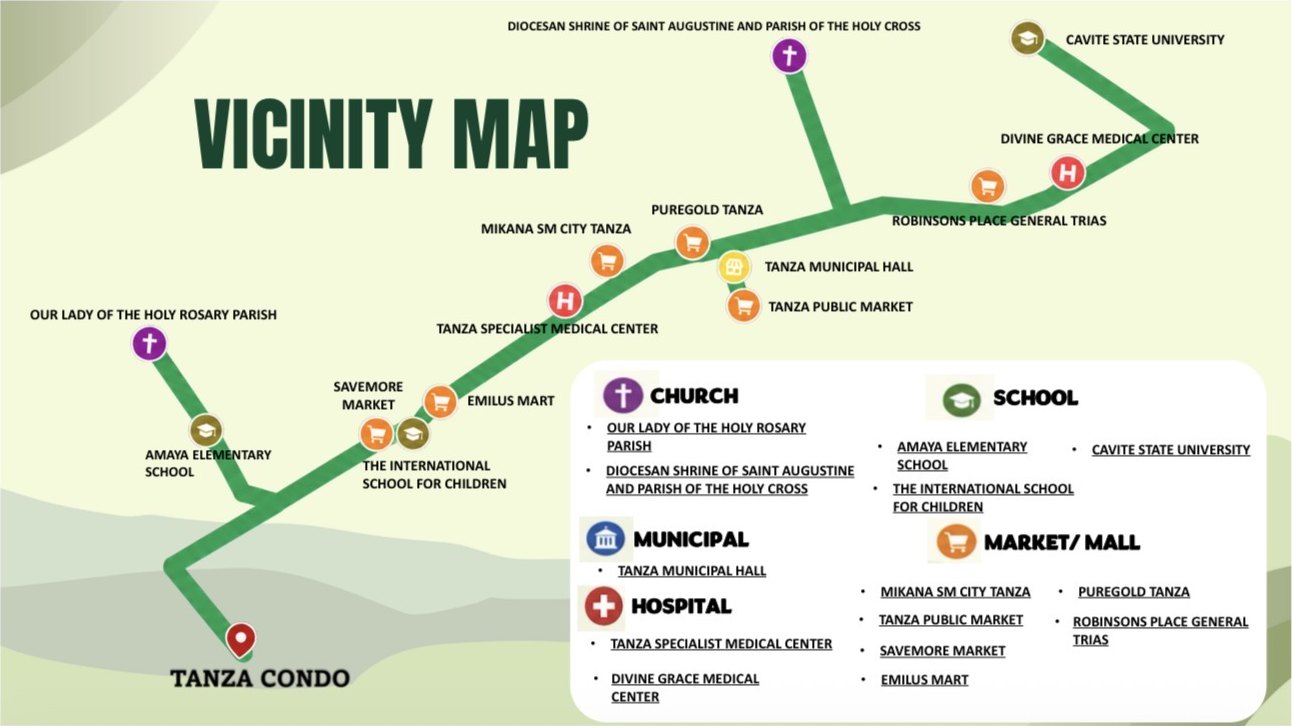 DIOCESAN SHRINE OF SAINT AUGUSTINE AND PARISH OF THE HOLY CROSS
CAVITE STATE UNIVERSITY
VICINITY MAP
DIVINE GRACE MEDICAL CENTER
H
PUREGOLD TANZA
ROBINSONS PLACE GENERAL TRIAS
MIKANA SM CITY TANZA
TANZA MUNICIPAL HALL
H
TANZA PUBLIC MARKET
OUR LADY OF THE HOLY ROSARY PARISH
TANZA SPECIALIST MEDICAL CENTER
SAVEMORE
MARKET
EMILUS MART
AMAYA ELEMENTARY
SCHOOL
THE INTERNATIONAL
SCHOOL FOR CHILDREN
TANZA CONDO
CHURCH
• OUR LADY OF THE HOLY ROSARY
PARISH
• DIOCESAN SHRINE OF SAINT AUGUSTINE
AND PARISH OF THE HOLY CROSS
MUNICIPAL
• TANZA MUNICIPAL HALL
HOSPITAL
• TANZA SPECIALIST MEDICAL CENTER
• DIVINE GRACE MEDICAL
CENTER
SCHOOL
• AMAYA ELEMENTARY
SCHOOL
• THE INTERNATIONAL SCHOOL
FOR CHILDREN
• CAVITE STATE UNIVERSITY
MARKET/ MALL
• MIKANA SM CITY TANZA
• TANZA PUBLIC MARKET
• SAVEMORE MARKET
• EMILUS MART
• PUREGOLD TANZA
• ROBINSONS PLACE GENERAL
TRIAS